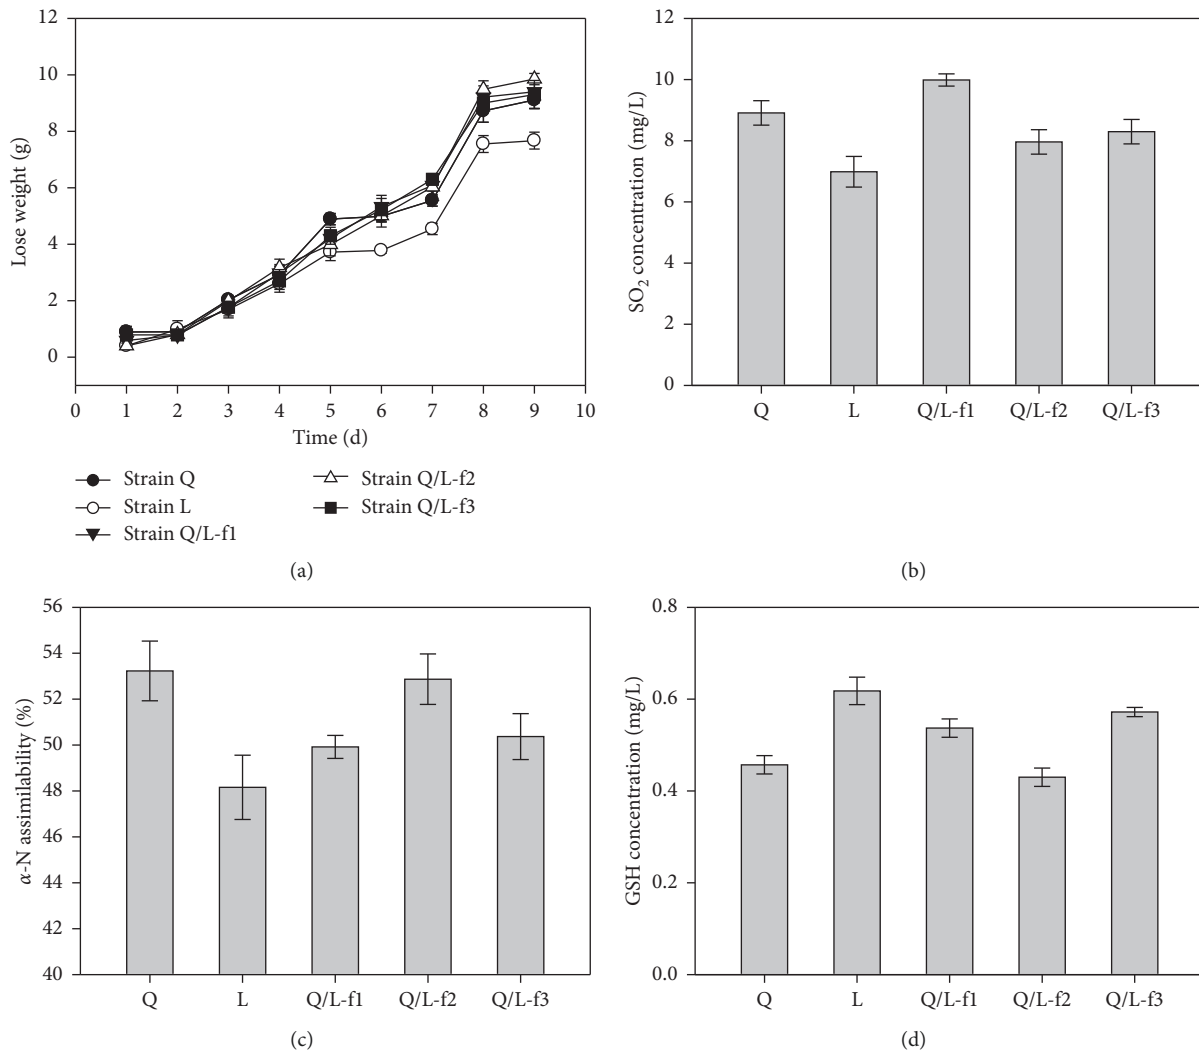 12
10
8
6
4
2
0
Lose weight (g)
0 1 2 3 4 5 6 7 8 9 10
Time (d)
Strain Q
Strain L
Strain Q/L-f1
Strain Q/L-f2
Strain Q/L-f3
(a)
12
10
8
6
4
2
0
SO2 concentration (mg/L)
Q L Q/L-f1 Q/L-f2 Q/L-f3
(b)
56
54
52
50
48
46
44
42
40
α-N assimilability (%)
Q L Q/L-f1 Q/L-f2 Q/L-f3
(c)
0.8
0.6
0.4
0.2
0.0
GSH concentration (mg/L)
Q L Q/L-f1 Q/L-f2 Q/L-f3
(d)